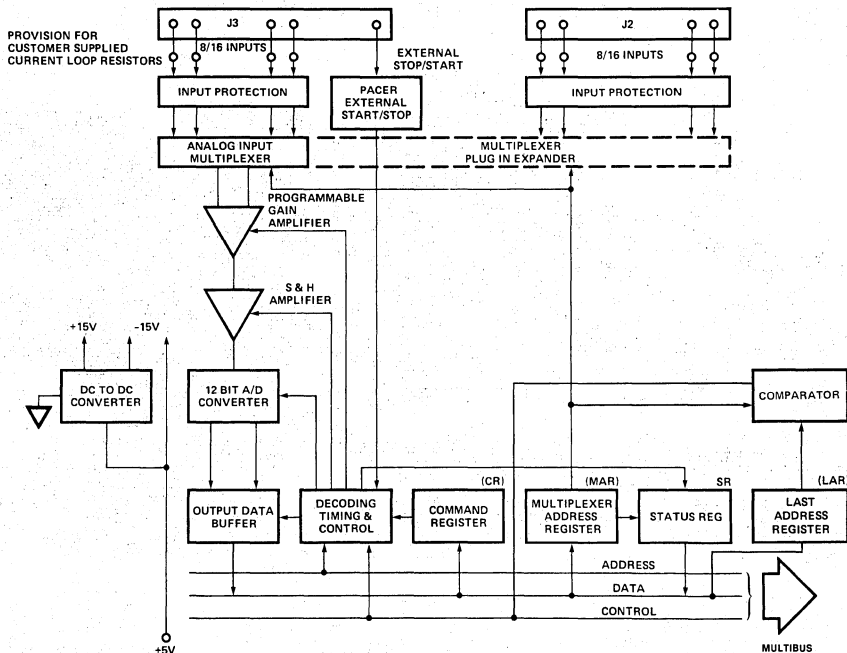 J3
J2
PROVISION FOR
CUSTOMER SUPPLIED
CURRENT LOOP RESISTORS
8/16 INPUTS
EXTERNAL
STOP/START
8/16 INPUTS
INPUT PROTECTION
PACER
EXTERNAL
START/STOP
INPUT PROTECTION
ANALOG INPUT
MULTIPLEXER
MULTIPLEXER
PLUG IN EXPANDER
PROGRAMMABLE
GAIN
AMPLIFIER
S & H
AMPLIFIER
+15V
-15V
DC TO DC
CONVERTER
12 BIT A/D
CONVERTER
COMPARATOR
(CR)
(MAR)
SR
(LAR)
OUTPUT DATA
BUFFER
DECODING
TIMING &
CONTROL
COMMAND
REGISTER
MULTIPLEXER
ADDRESS
REGISTER
STATUS REG
LAST
ADDRESS
REGISTER
ADDRESS
DATA
CONTROL
+5V
MULTIBUS